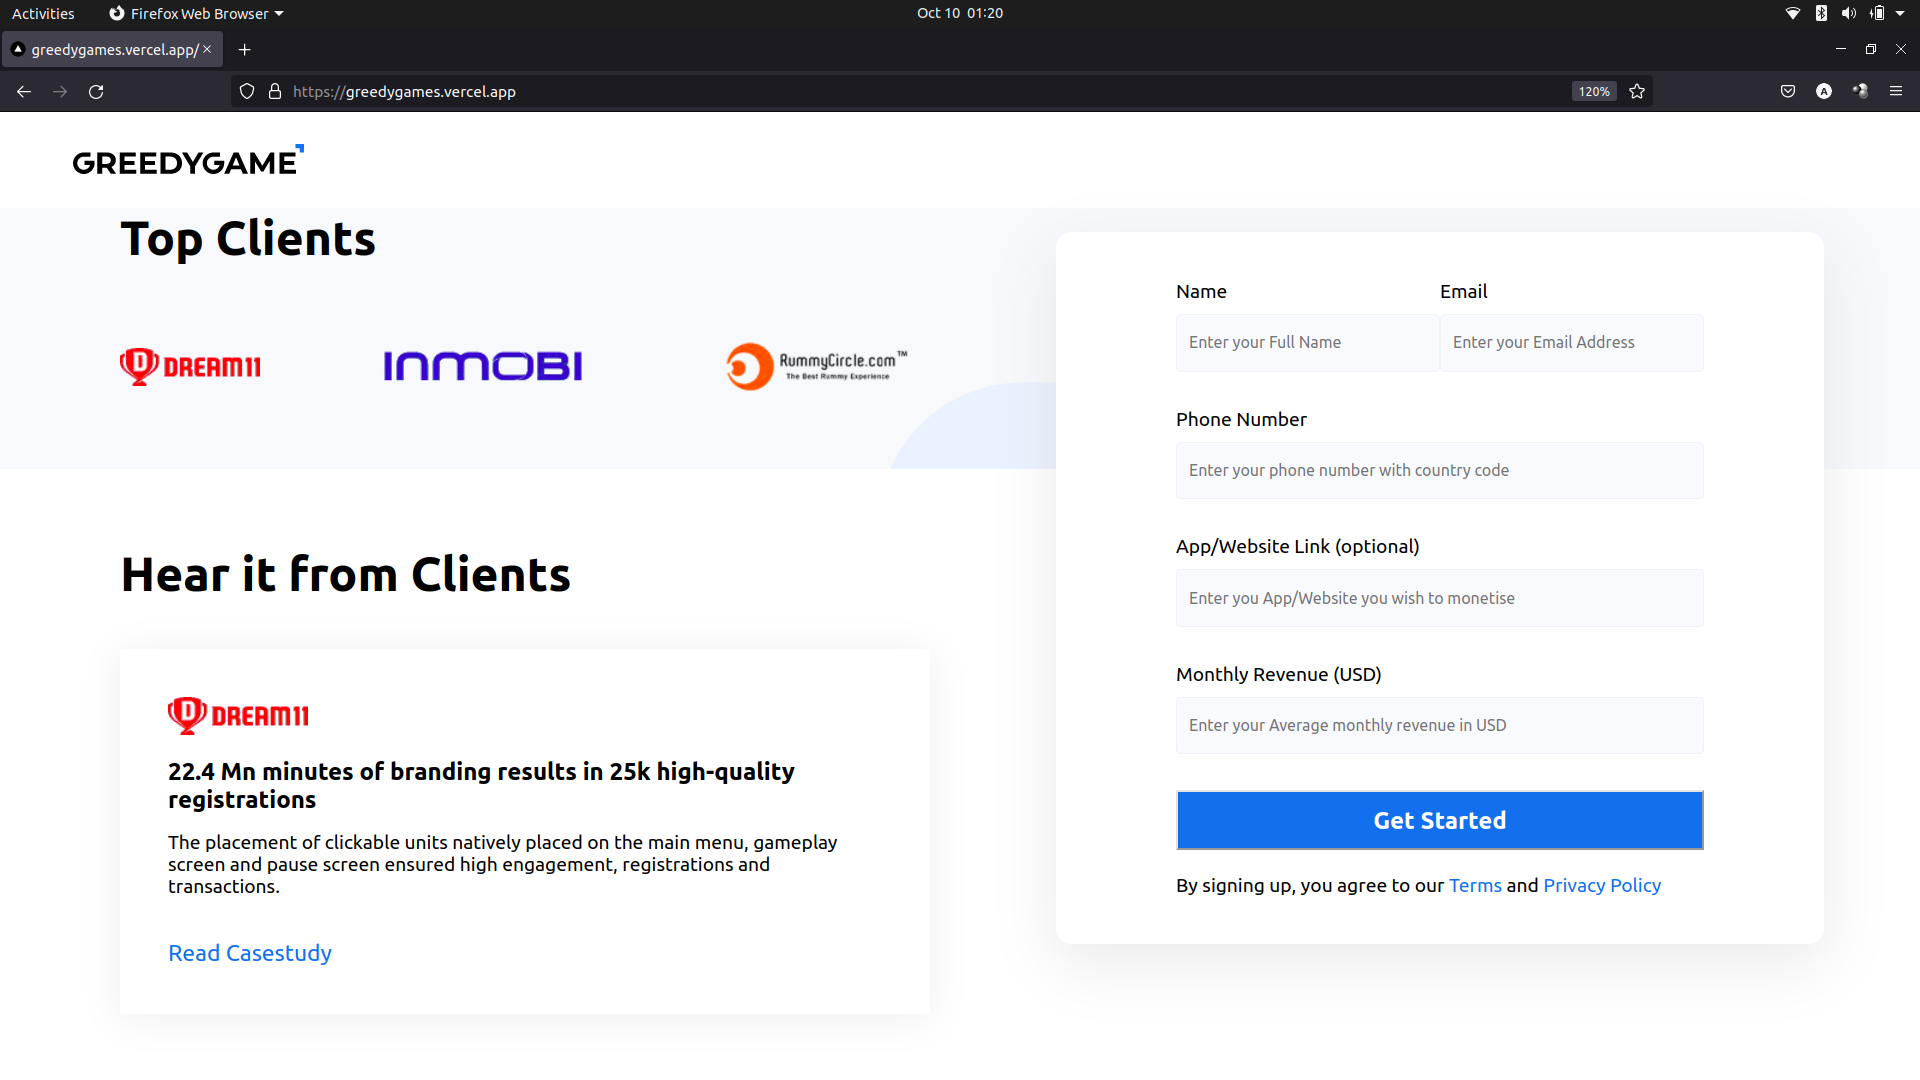 Activities
Firefox Web Browser
Oct 10 01:20
greedygames.vercel.app/
https://greedygames.vercel.app
120%
A
GREEDYGAME
Top Clients
DREAM11
INMOBI
RummyCircle.com™
The Best Rummy Experience
Hear it from Clients
D DREAM11
22.4 Mn minutes of branding results in 25k high-quality
registrations
The placement of clickable units natively placed on the main menu, gameplay
screen and pause screen ensured high engagement, registrations and
transactions.
Read Casestudy
Name
Email
Enter your Full Name
Enter your Email Address
Phone Number
Enter your phone number with country code
App/Website Link (optional)
Enter you App/Website you wish to monetise
Monthly Revenue (USD)
Enter your Average monthly revenue in USD
Get Started
By signing up, you agree to our Terms and Privacy Policy